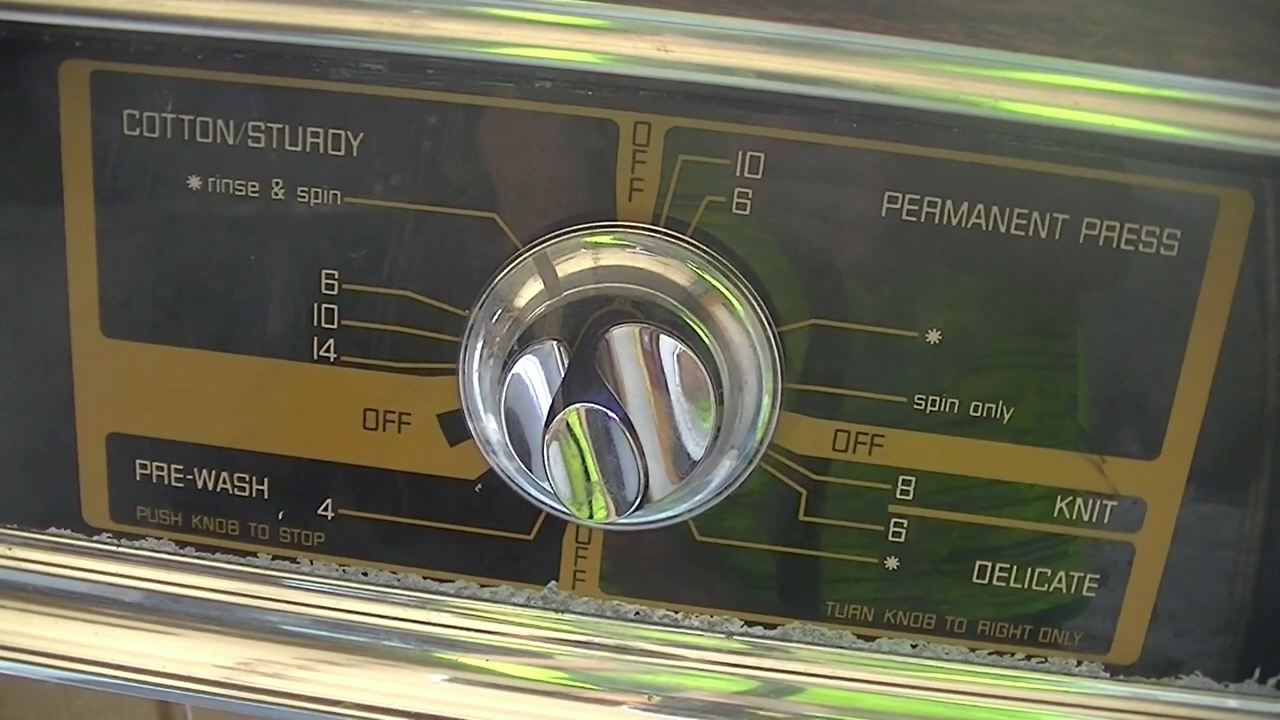 COTTON/STURDY
*rinse & spin
6
10
14
OFF
PRE-WASH
4
PUSH KNOB TO STOP
OFF
10
6
PERMANENT PRESS
*
spin only
OFF
8
KNIT
6
*
DELICATE
TURN KNOB TO RIGHT ONLY
OFF